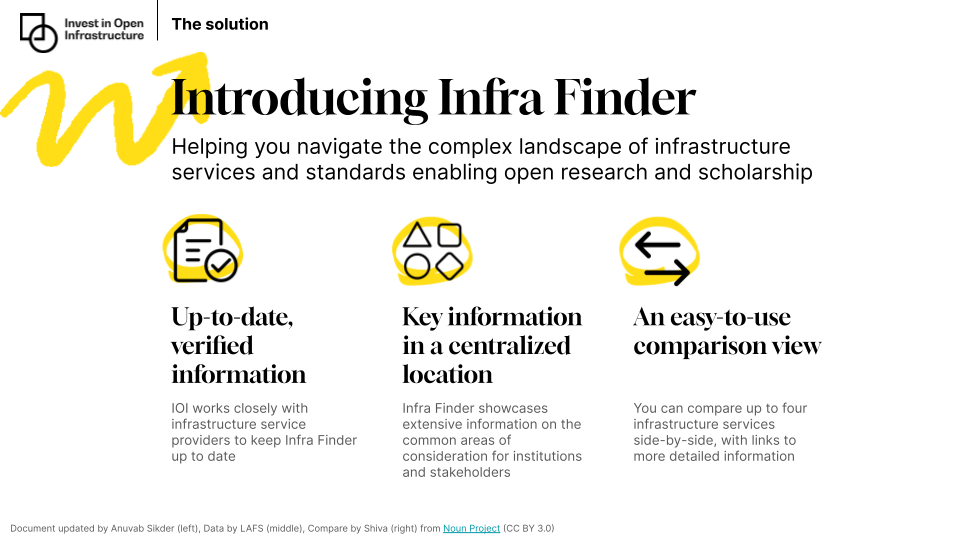 Invest in Open
Infrastructure
The solution
Introducing Infra Finder
Helping you navigate the complex landscape of infrastructure
services and standards enabling open research and scholarship
Up-to-date,
verified
information
IOI works closely with
infrastructure service
providers to keep Infra Finder
up to date
Key information
in a centralized
location
Infra Finder showcases
extensive information on the
common areas of
consideration for institutions
and stakeholders
An easy-to-use
comparison view
You can compare up to four
infrastructure services
side-by-side, with links to
more detailed information
Document updated by Anuvab Sikder (left), Data by LAFS (middle), Compare by Shiva (right) from Noun Project (CC BY 3.0)